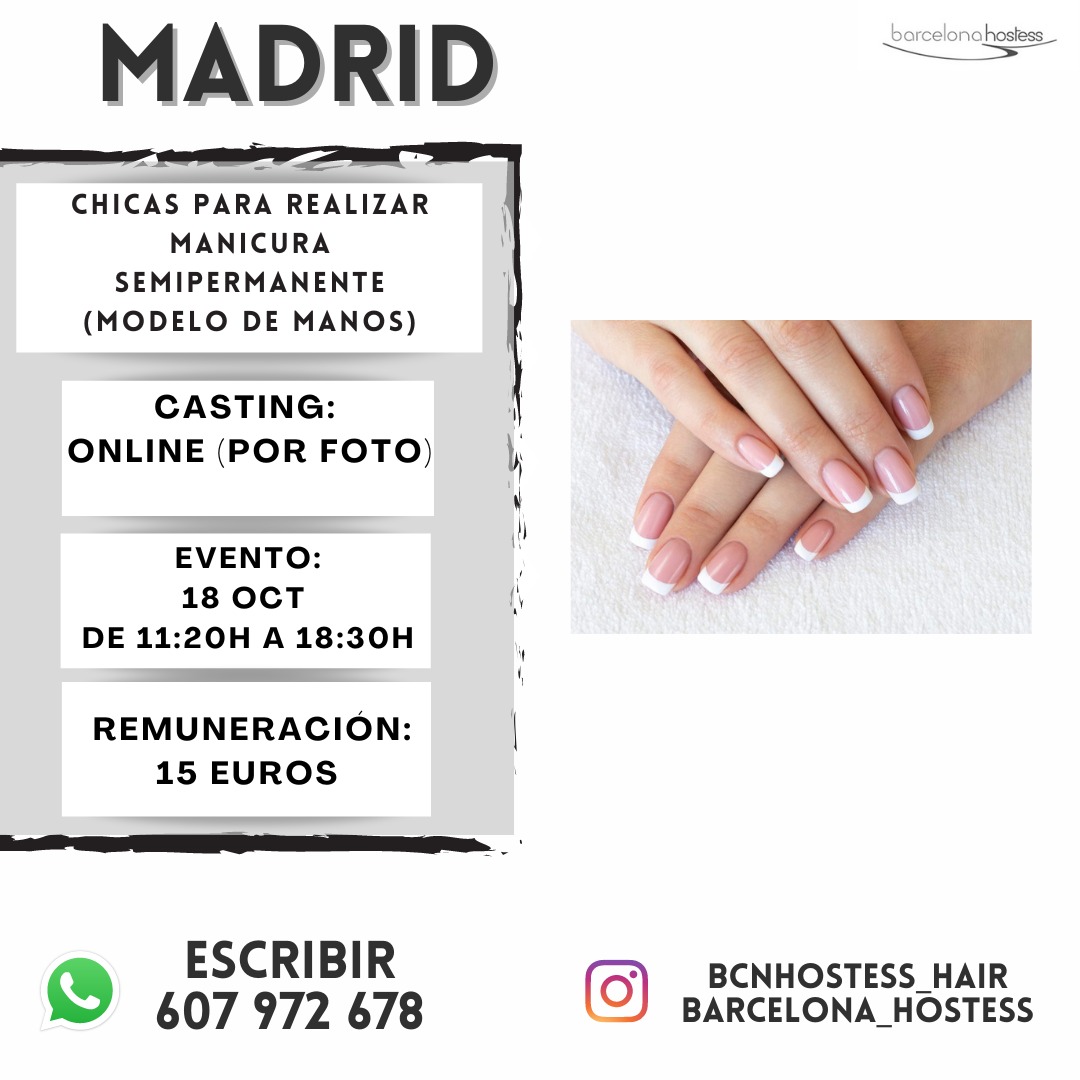 MADRID
barcelonahostess
CHICAS PARA REALIZAR
MANICURA
SEMIPERMANENTE
(MODELO DE MANOS)
CASTING:
ONLINE (POR FOTO)
EVENTO:
18 OCT
DE 11:20H A 18:30H
REMUNERACIÓN:
15 EUROS
ESCRIBIR
607 972 678
BCNHOSTESS_HAIR
BARCELONA_HOSTESS